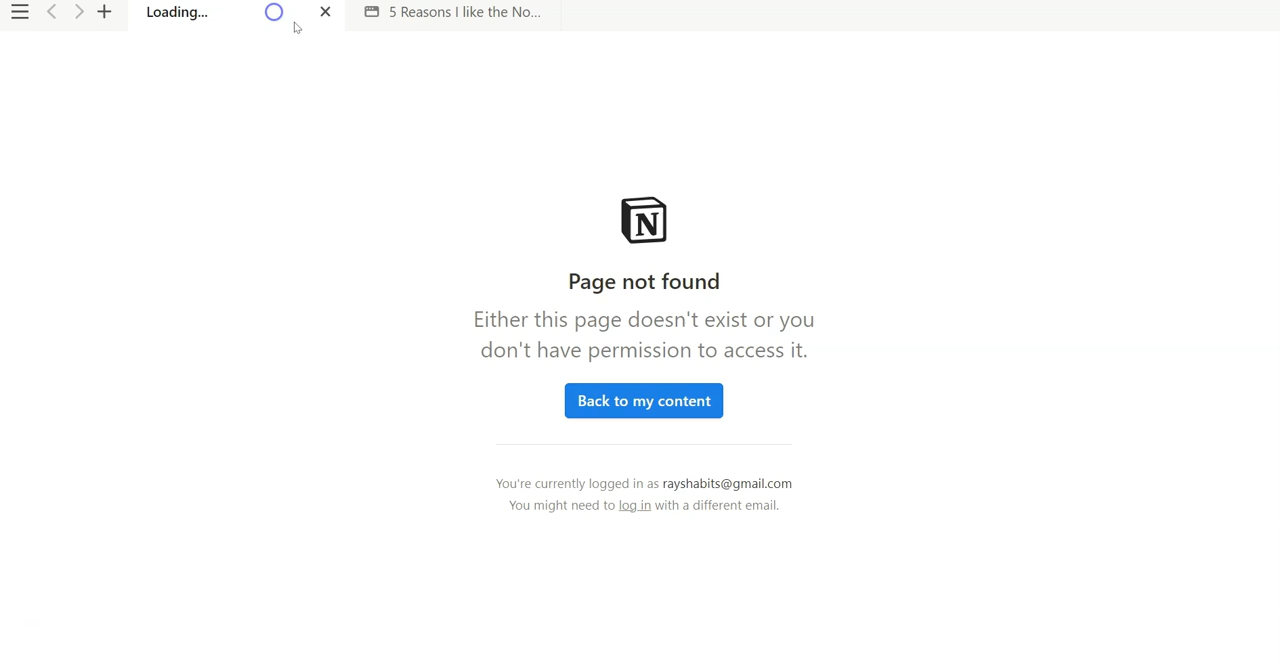 Loading...
5 Reasons I like the No...
N
Page not found
Either this page doesn't exist or you
don't have permission to access it.
Back to my content
You're currently logged in as rayshabits@gmail.com
You might need to log in with a different email.